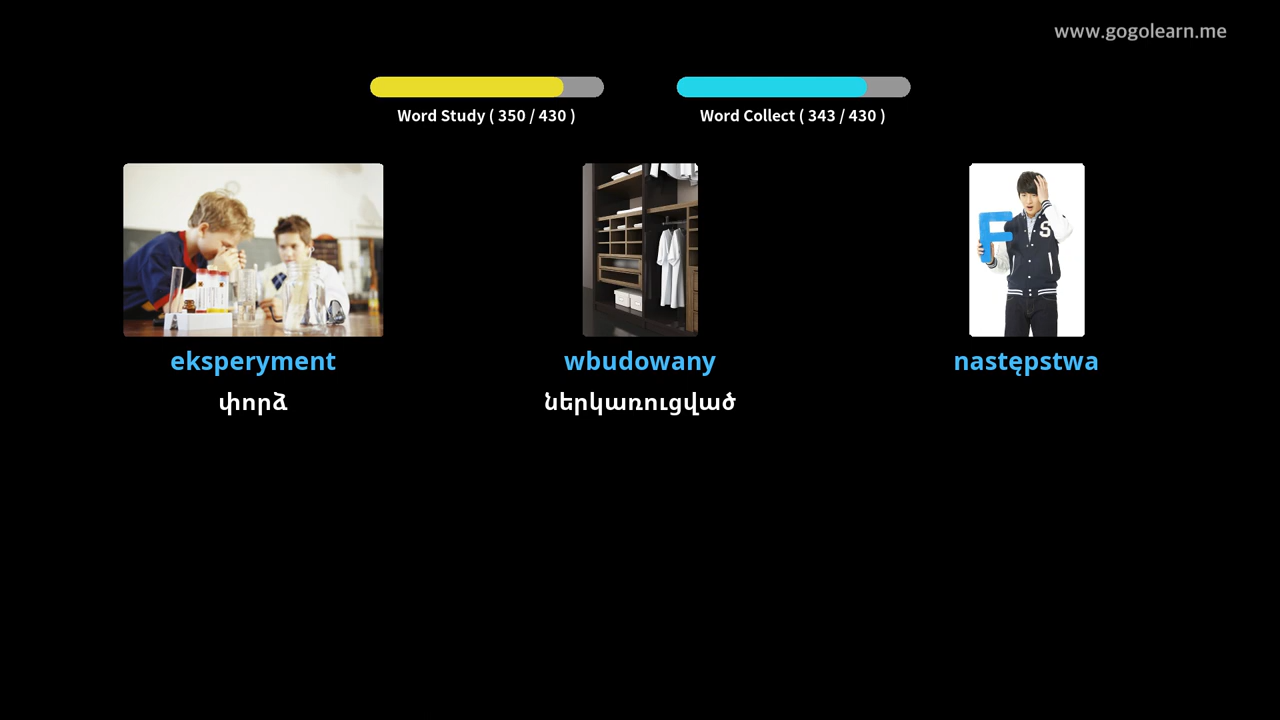 www.gogolearn.me
Word Study ( 350 / 430 )
Word Collect ( 343 / 430 )
F
S
eksperyment
wbudowany
następstwa
փորձ
ներկառուցված